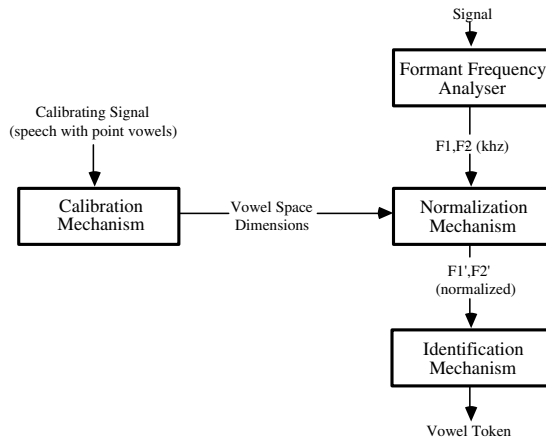 Signal
Formant Frequency
Analyser
Calibrating Signal
(speech with point vowels)
F1,F2 (khz)
Calibration
Mechanism
Vowel Space
Dimensions
Normalization
Mechanism
F1',F2'
(normalized)
Identification
Mechanism
Vowel Token